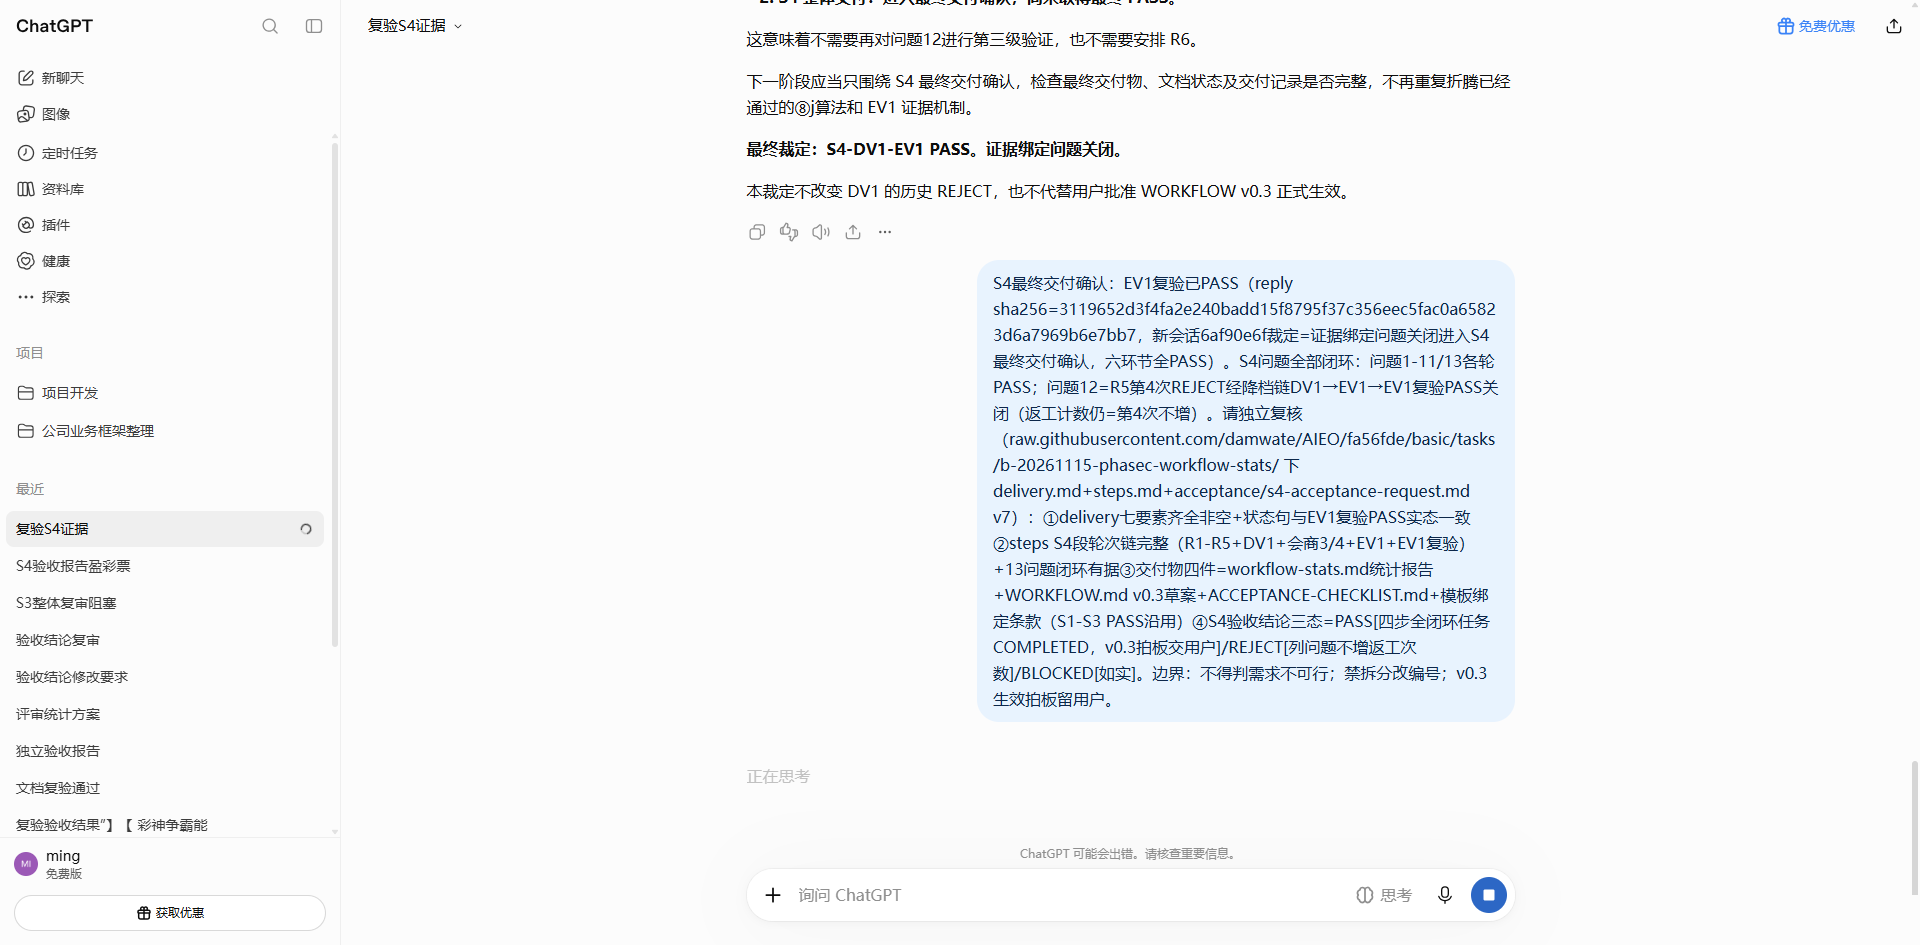 ChatGPT
新聊天
图像
定时任务
资料库
插件
健康
探索
项目
项目开发
公司业务框架整理
最近
复验S4证据
S4验收报告盈彩票
S3整体复审阻塞
验收结论复审
验收结论修改要求
评审统计方案
独立验收报告
文档复验通过
复验验收结果”】【 彩神争霸能
MI
ming
免费版
获取优惠
复验S4证据
免费优惠
这意味着不需要再对问题12进行第三级验证，也不需要安排 R6。
下一阶段应当只围绕 S4 最终交付确认，检查最终交付物、文档状态及交付记录是否完整，不再重复折腾已经
通过的⑧j算法和 EV1 证据机制。
最终裁定：S4-DV1-EV1 PASS。证据绑定问题关闭。
本裁定不改变 DV1 的历史 REJECT，也不代替用户批准 WORKFLOW v0.3 正式生效。
S4最终交付确认：EV1复验已PASS（reply
sha256=3119652d3f4fa2e240badd15f8795f37c356eec5fac0a6582
3d6a7969b6e7bb7，新会话6af90e6f裁定=证据绑定问题关闭进入S4
最终交付确认，六环节全PASS）。S4问题全部闭环：问题1-11/13各轮
PASS；问题12=R5第4次REJECT经降档链DV1→EV1→EV1复验PASS关
闭（返工计数仍=第4次不增）。请独立复核
（raw.githubusercontent.com/damwate/AIEO/fa56fde/basic/tasks
/b-20261115-phasec-workflow-stats/ 下
delivery.md+steps.md+acceptance/s4-acceptance-request.md
v7）：①delivery七要素齐全非空+状态句与EV1复验PASS实态一致
②steps S4段轮次链完整（R1-R5+DV1+会商3/4+EV1+EV1复验）
+13问题闭环有据③交付物四件=workflow-stats.md统计报告
+WORKFLOW.md v0.3草案+ACCEPTANCE-CHECKLIST.md+模板绑
定条款（S1-S3 PASS沿用）④S4验收结论三态=PASS[四步全闭环任务
COMPLETED，v0.3拍板交用户]/REJECT[列问题不增返工次
数]/BLOCKED[如实]。边界：不得判需求不可行；禁拆分改编号；v0.3
生效拍板留用户。
正在思考
ChatGPT 可能会出错。请核查重要信息。
询问 ChatGPT
思考